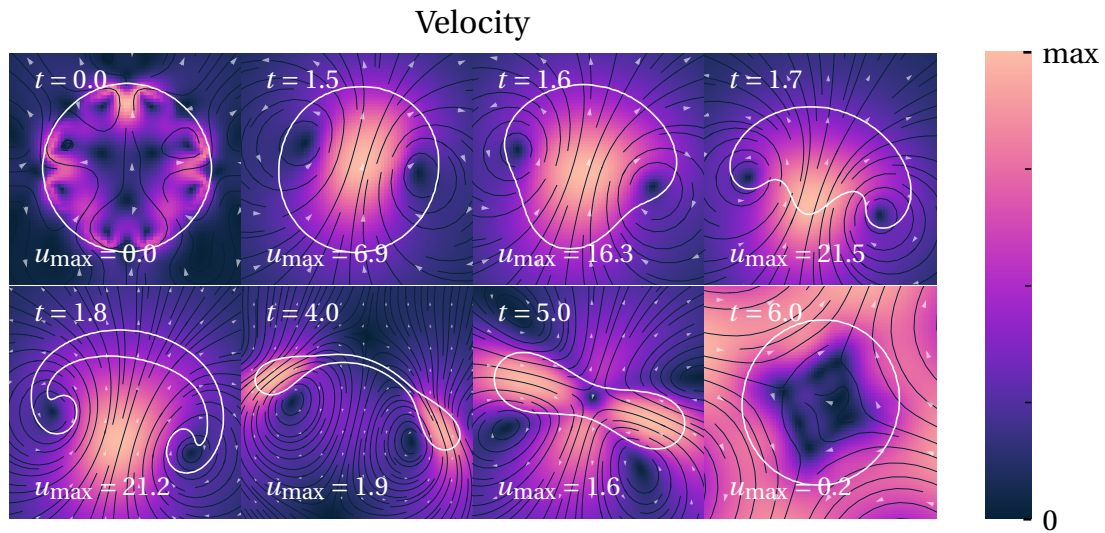 Velocity
t = 0.0
t = 1.5
t = 1.6
t = 1.7
max
u_max = 0.0
u_max = 6.9
u_max = 16.3
u_max = 21.5
t = 1.8
t = 4.0
t = 5.0
t = 6.0
u_max = 21.2
u_max = 1.9
u_max = 1.6
u_max = 0.2
0